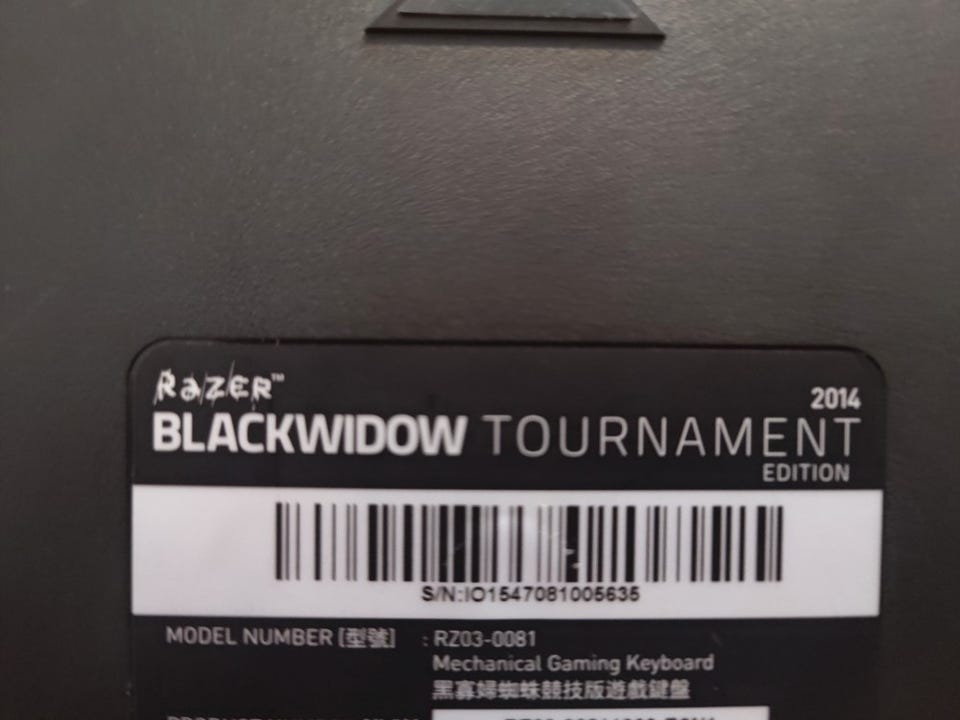 RAZER™
2014
BLACKWIDOW TOURNAMENT
EDITION
S/N:IO1547081005635
MODEL NUMBER [型號] : RZ03-0081
Mechanical Gaming Keyboard
黑寡婦蜘蛛競技版遊戲鍵盤